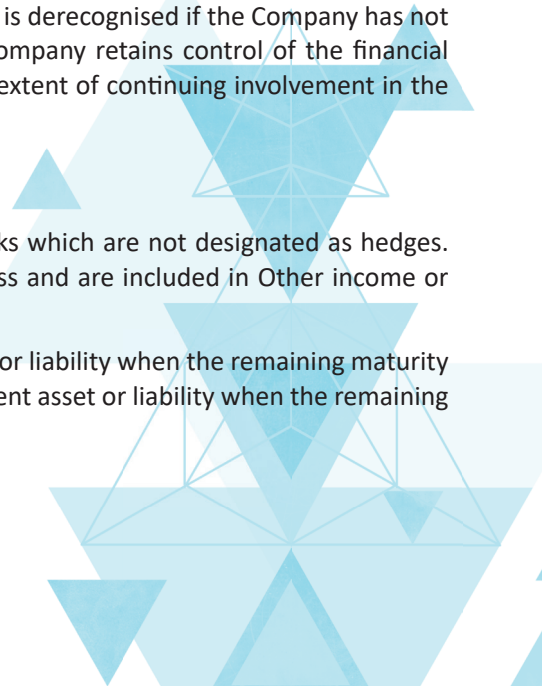 is derecognised if the Company has not
ompany retains control of the financial
extent of continuing involvement in the
ks which are not designated as hedges.
ss and are included in Other income or
or liability when the remaining maturity
ent asset or liability when the remaining